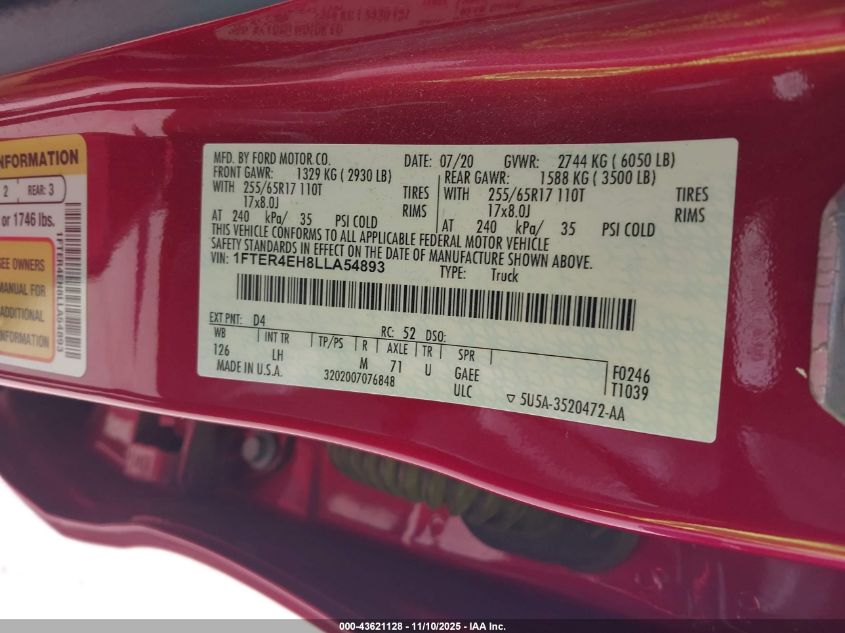 NFORMATION
2 REAR: 3
or 1746 lbs.
SEE OWNERS
MANUAL FOR
ADDITIONAL
INFORMATION
1FTER4EH8LLA54893
MFD. BY FORD MOTOR CO. DATE: 07/20 GVWR: 2744 KG ( 6050 LB)
FRONT GAWR: 1329 KG ( 2930 LB) REAR GAWR: 1588 KG ( 3500 LB)
WITH 255/65R17 110T TIRES WITH 255/65R17 110T TIRES
17x8.0J RIMS 17x8.0J RIMS
AT 240 kPa/ 35 PSI COLD AT 240 kPa/ 35 PSI COLD
THIS VEHICLE CONFORMS TO ALL APPLICABLE FEDERAL MOTOR VEHICLE
SAFETY STANDARDS IN EFFECT ON THE DATE OF MANUFACTURE SHOWN ABOVE.
VIN: 1FTER4EH8LLA54893 TYPE: Truck
EXT PNT: D4 RC: 52 DSO:
WB INT TR TP/PS R AXLE TR SPR
126 LH M 71 U GAEE F0246
MADE IN U.S.A. 3202007076848 ULC T1039
▽ 5U5A-3520472-AA
000-43621128 - 11/10/2025 - IAA Inc.